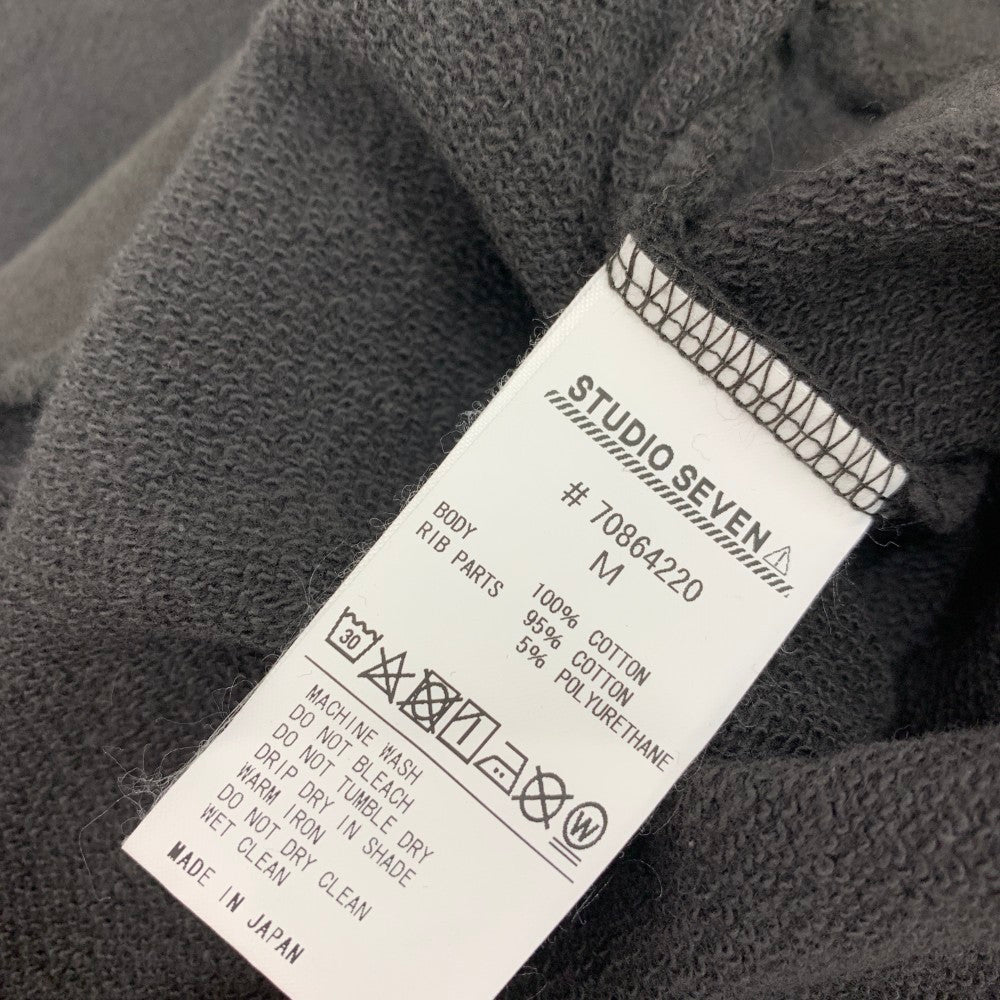 STUDIO SEVEN
# 70864220
M
BODY 100% COTTON
RIB PARTS 95% COTTON
5% POLYURETHANE
30 W
MACHINE WASH
DO NOT BLEACH
DO NOT TUMBLE DRY
DRIP DRY IN SHADE
WARM IRON
DO NOT DRY CLEAN
WET CLEAN
MADE IN JAPAN